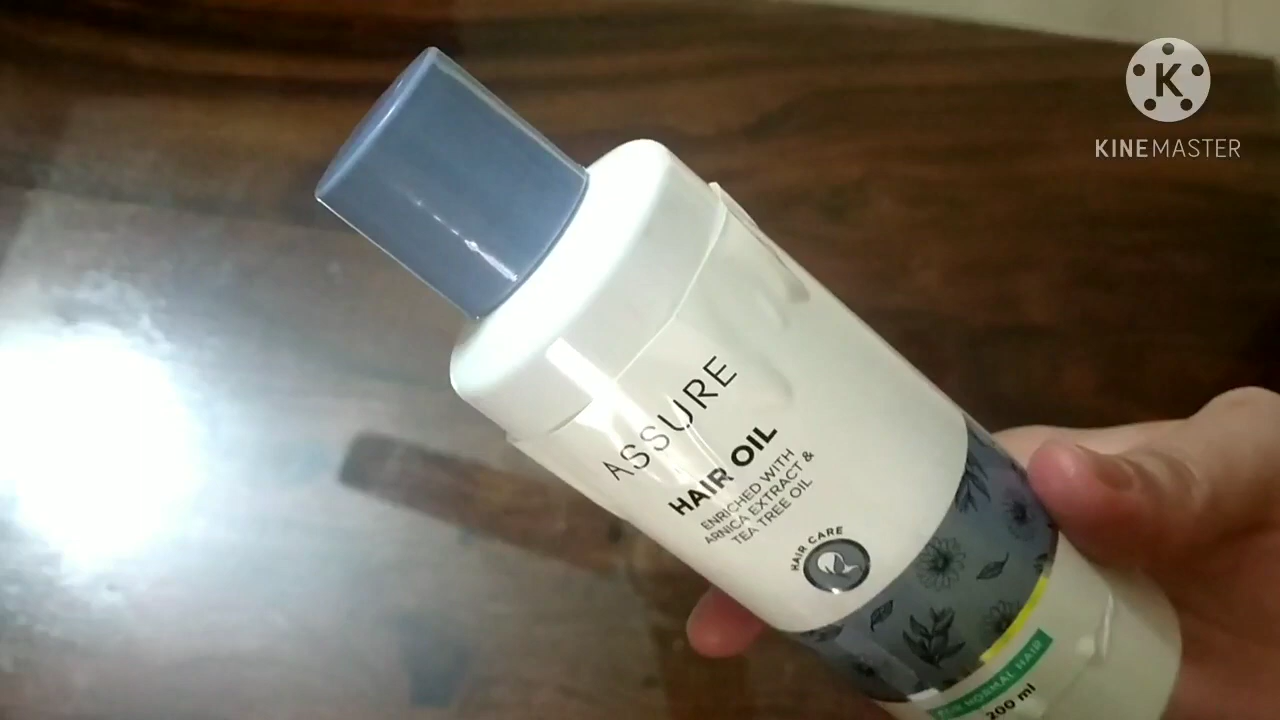 K
KINEMASTER
ASSURE
HAIR OIL
ENRICHED WITH
ARNICA EXTRACT &
TEA TREE OIL
HAIR CARE
FOR NORMAL HAIR
200 ml